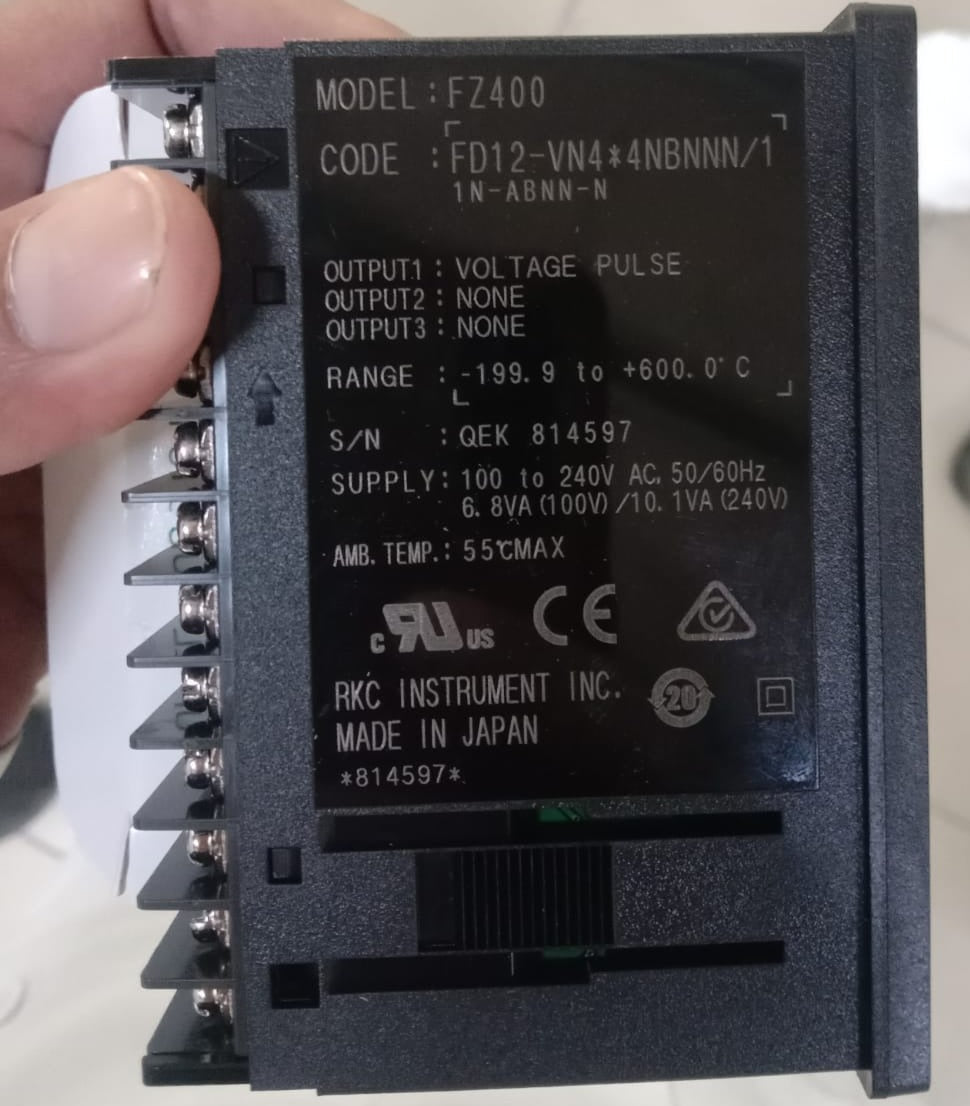 MODEL : FZ400
CODE : FD12-VN4*4NBNNN/1
1N-ABNN-N
OUTPUT1 : VOLTAGE PULSE
OUTPUT2 : NONE
OUTPUT3 : NONE
RANGE : -199.9 to +600.0°C
S/N : QEK 814597
SUPPLY : 100 to 240V AC, 50/60Hz
6.8VA (100V) /10.1VA (240V)
AMB. TEMP. : 55℃MAX
c RU US CE
RKC INSTRUMENT INC. 20
MADE IN JAPAN
*814597*